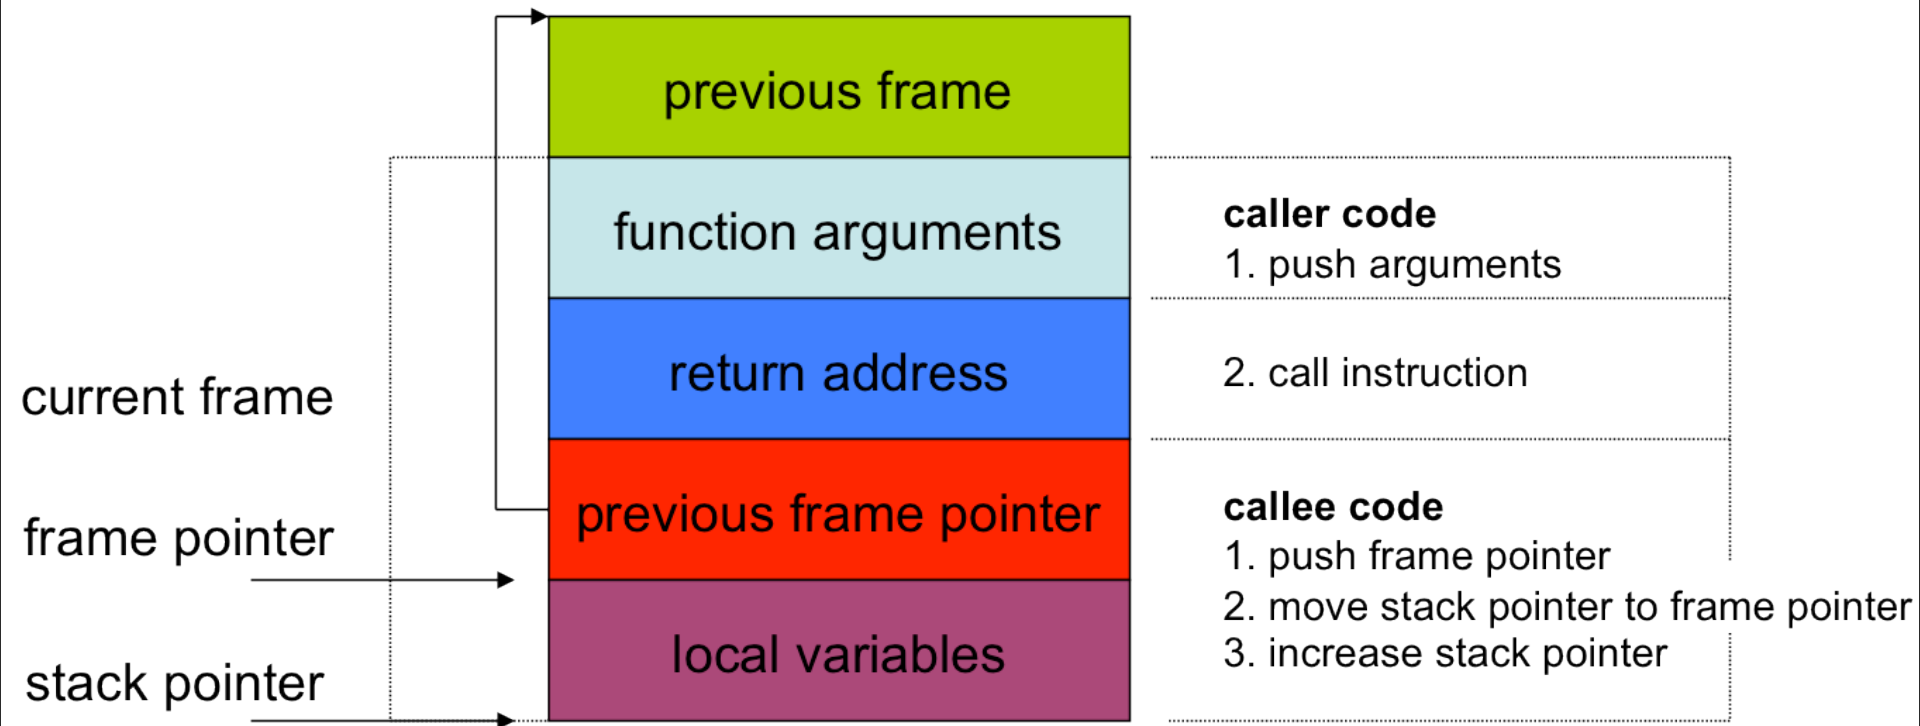 previous frame
function arguments
return address
previous frame pointer
local variables
current frame
frame pointer
stack pointer
caller code
1. push arguments
2. call instruction
callee code
1. push frame pointer
2. move stack pointer to frame pointer
3. increase stack pointer